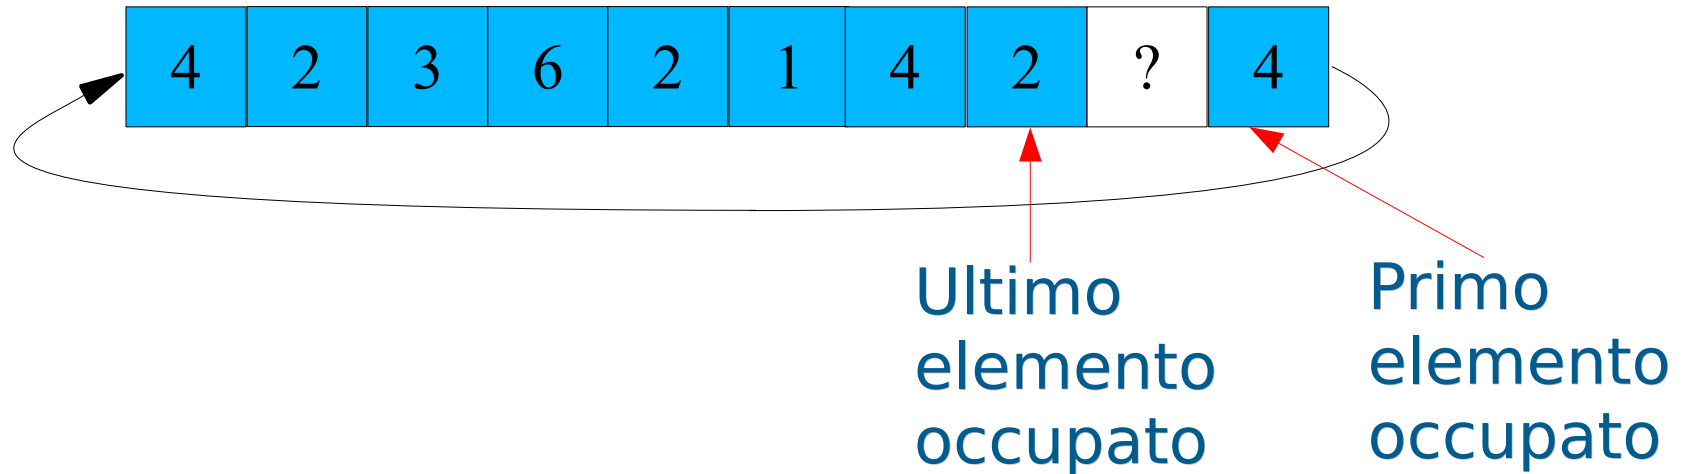 4 2 3 6 2 1 4 2 ? 4
Ultimo
elemento
occupato
Primo
elemento
occupato